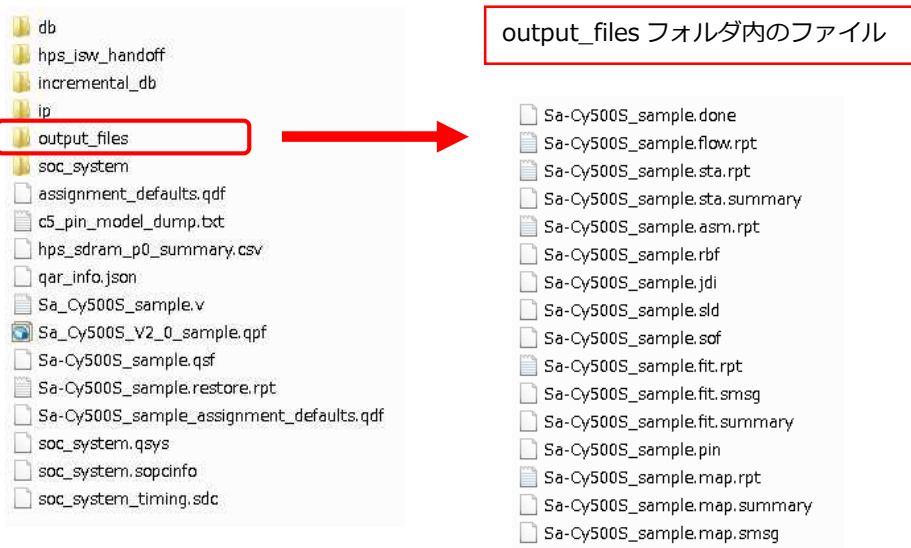 db
hps_isw_handoff
incremental_db
ip
output_files
soc_system
assignment_defaults.qdf
c5_pin_model_dump.txt
hps_sdram_p0_summary.csv
qar_info.json
Sa_Cy500S_sample.v
Sa_Cy500S_V2_0_sample.qpf
Sa-Cy500S_sample.qsf
Sa-Cy500S_sample.restore.rpt
Sa-Cy500S_sample_assignment_defaults.qdf
soc_system.qsys
soc_system.sopcinfo
soc_system_timing.sdc
output_files フォルダ内のファイル
Sa-Cy500S_sample.done
Sa-Cy500S_sample.flow.rpt
Sa-Cy500S_sample.sta.rpt
Sa-Cy500S_sample.sta.summary
Sa-Cy500S_sample.asm.rpt
Sa-Cy500S_sample.rbf
Sa-Cy500S_sample.jdi
Sa-Cy500S_sample.sld
Sa-Cy500S_sample.sof
Sa-Cy500S_sample.fit.rpt
Sa-Cy500S_sample.fit.smsg
Sa-Cy500S_sample.fit.summary
Sa-Cy500S_sample.pin
Sa-Cy500S_sample.map.rpt
Sa-Cy500S_sample.map.summary
Sa-Cy500S_sample.map.smsg